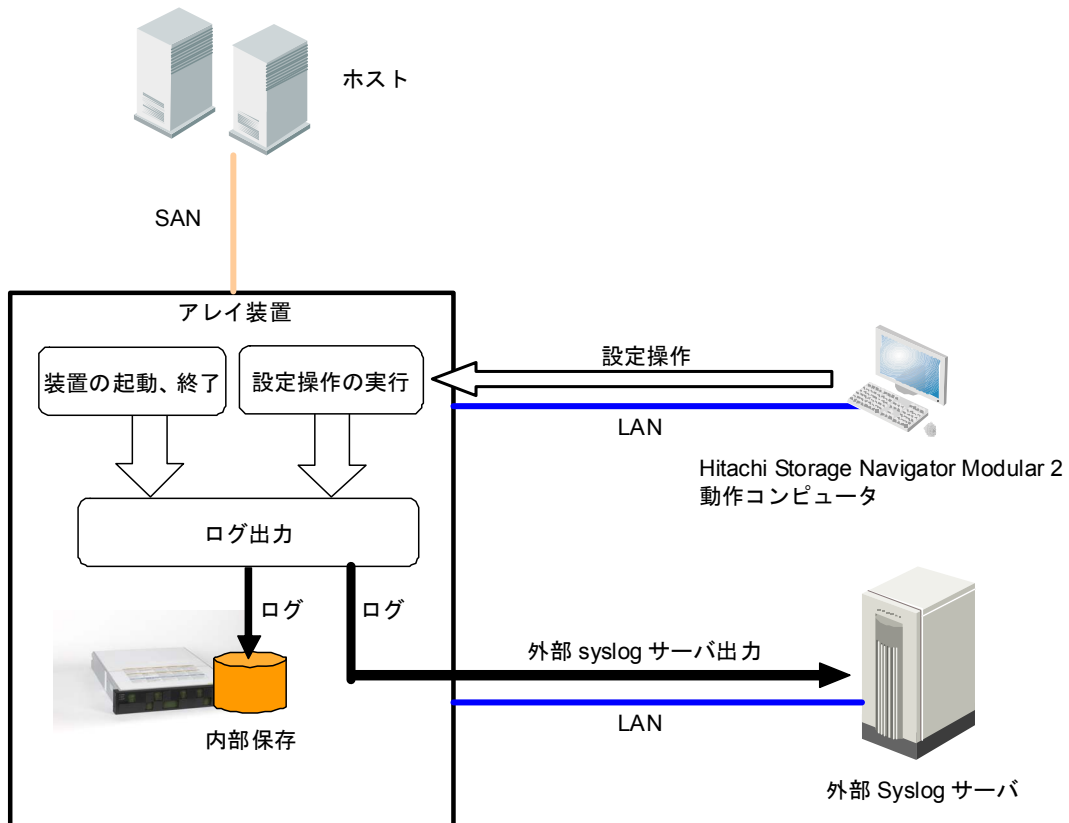 ホスト
SAN
アレイ装置
装置の起動、終了
設定操作の実行
設定操作
LAN
Hitachi Storage Navigator Modular 2
動作コンピュータ
ログ出力
ログ
ログ
外部 syslog サーバ出力
LAN
内部保存
外部 Syslog サーバ